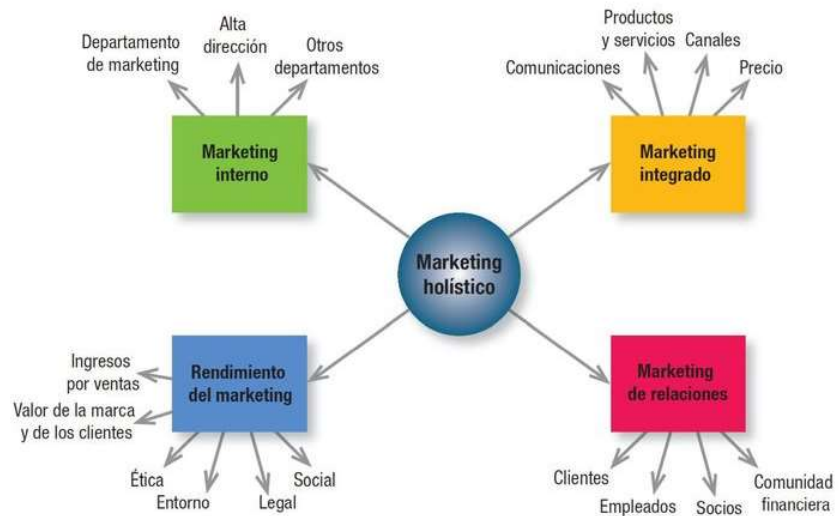 Departamento
de marketing
Alta
dirección
Otros
departamentos
Marketing
interno
Comunicaciones
Productos
y servicios
Canales
Precio
Marketing
integrado
Marketing
holístico
Rendimiento
del marketing
Ingresos
por ventas
Valor de la marca
y de los clientes
Ética
Entorno
Legal
Social
Marketing
de relaciones
Clientes
Empleados
Socios
Comunidad
financiera